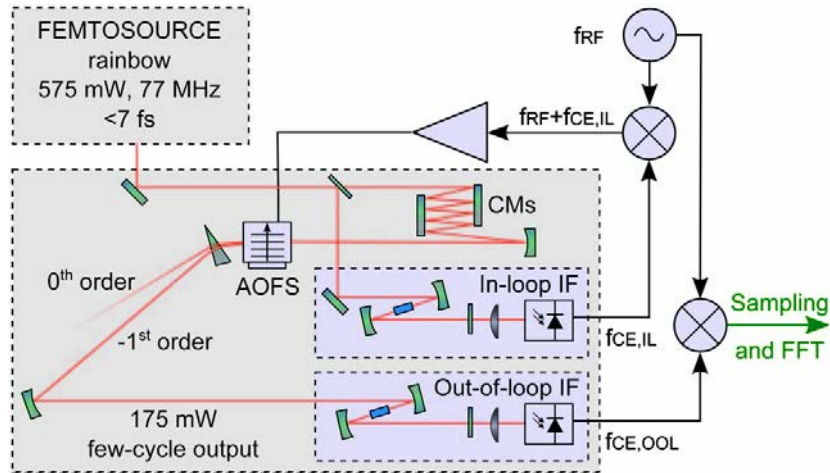 FEMTOSOURCE
rainbow
575 mW, 77 MHz
<7 fs
fRF
fRF+fCE,IL
CMs
AOFS
0th order
-1st order
In-loop IF
fCE,IL
Sampling
and FFT
Out-of-loop IF
175 mW
few-cycle output
fCE,OOL